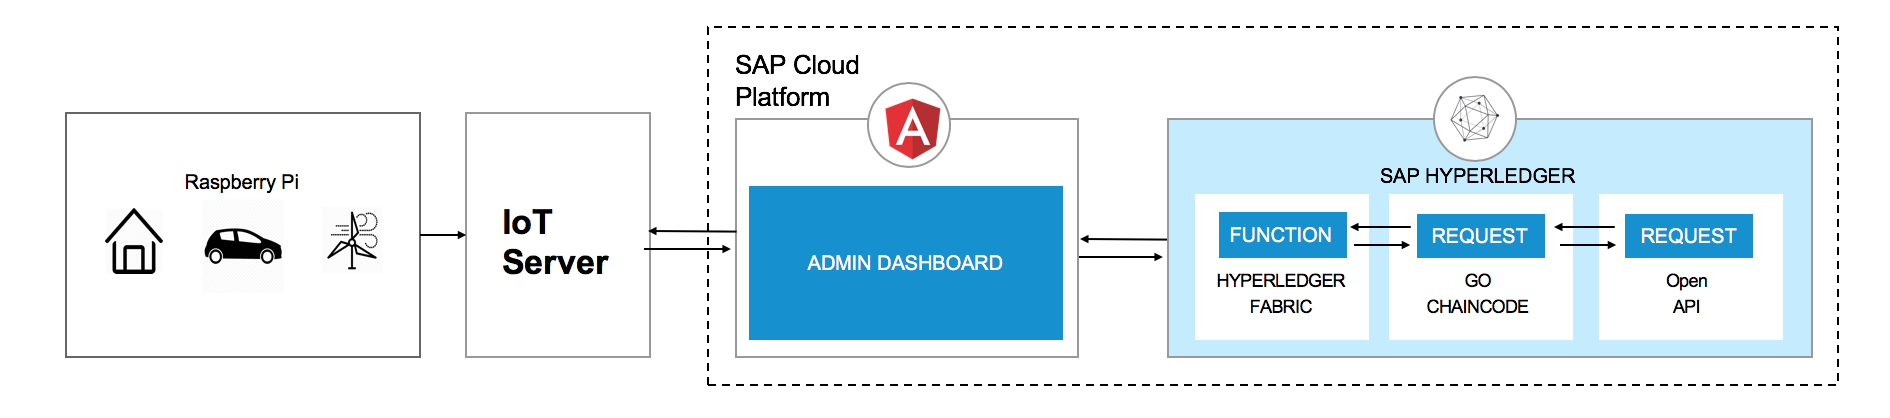 SAP Cloud
Platform
Raspberry Pi
IoT
Server
A
ADMIN DASHBOARD
SAP HYPERLEDGER
FUNCTION
HYPERLEDGER
FABRIC
REQUEST
GO
CHAINCODE
REQUEST
Open
API